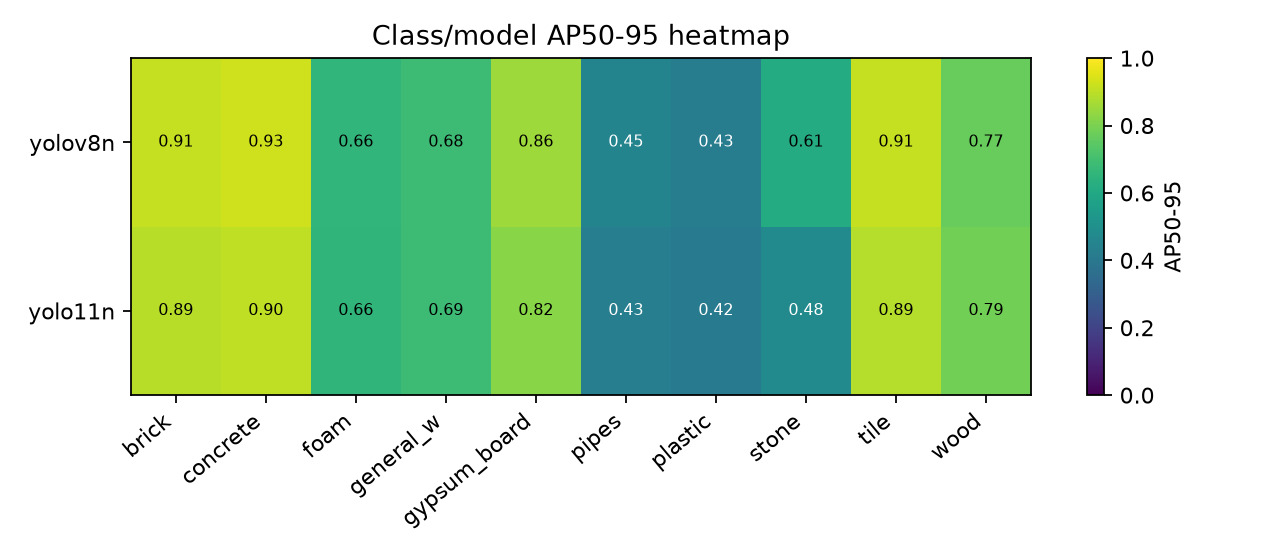 Class/model AP50-95 heatmap
yolov8n 0.91 0.93 0.66 0.68 0.86 0.45 0.43 0.61 0.91 0.77
yolo11n 0.89 0.90 0.66 0.69 0.82 0.43 0.42 0.48 0.89 0.79
brick concrete foam general_w gypsum_board pipes plastic stone tile wood
1.0
0.8
0.6
0.4
0.2
0.0
AP50-95